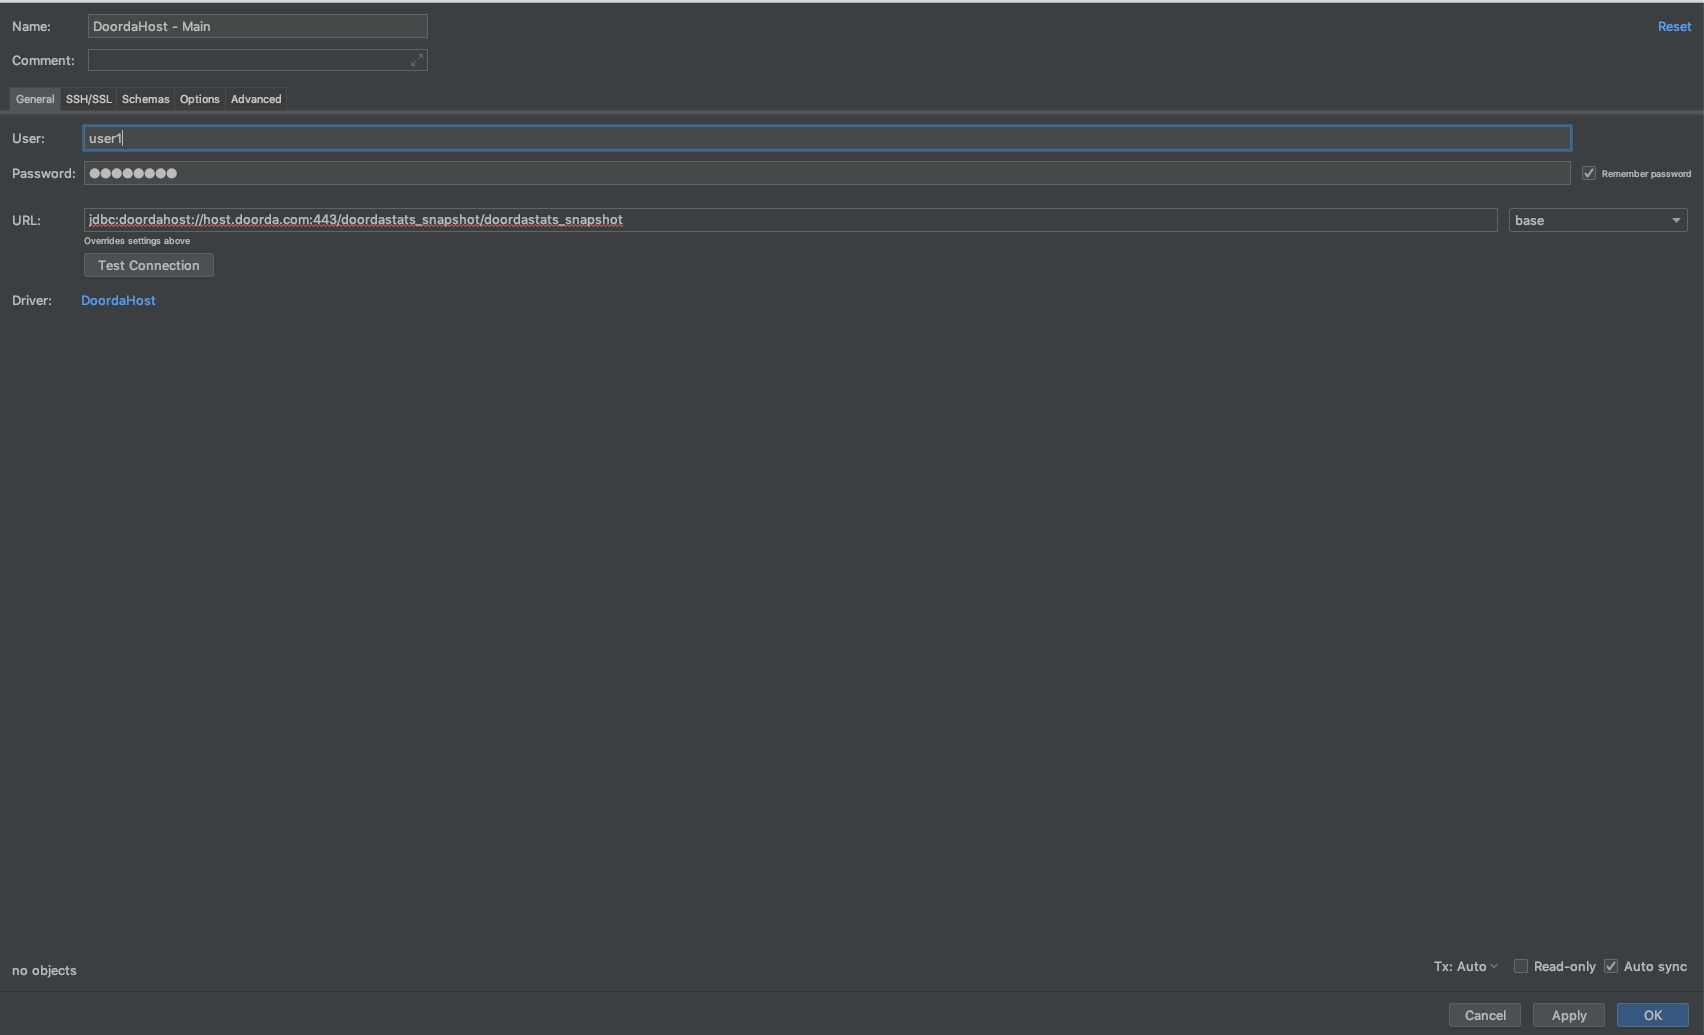 Name: DoordaHost - Main Reset
Comment:
General SSH/SSL Schemas Options Advanced
User: user1
Password: ●●●●●●●● Remember password
URL: jdbc:doordahost://host.doorda.com:443/doordastats_snapshot/doordastats_snapshot base
Overrides settings above
Test Connection
Driver: DoordaHost
no objects Tx: Auto Read-only Auto sync
Cancel Apply OK